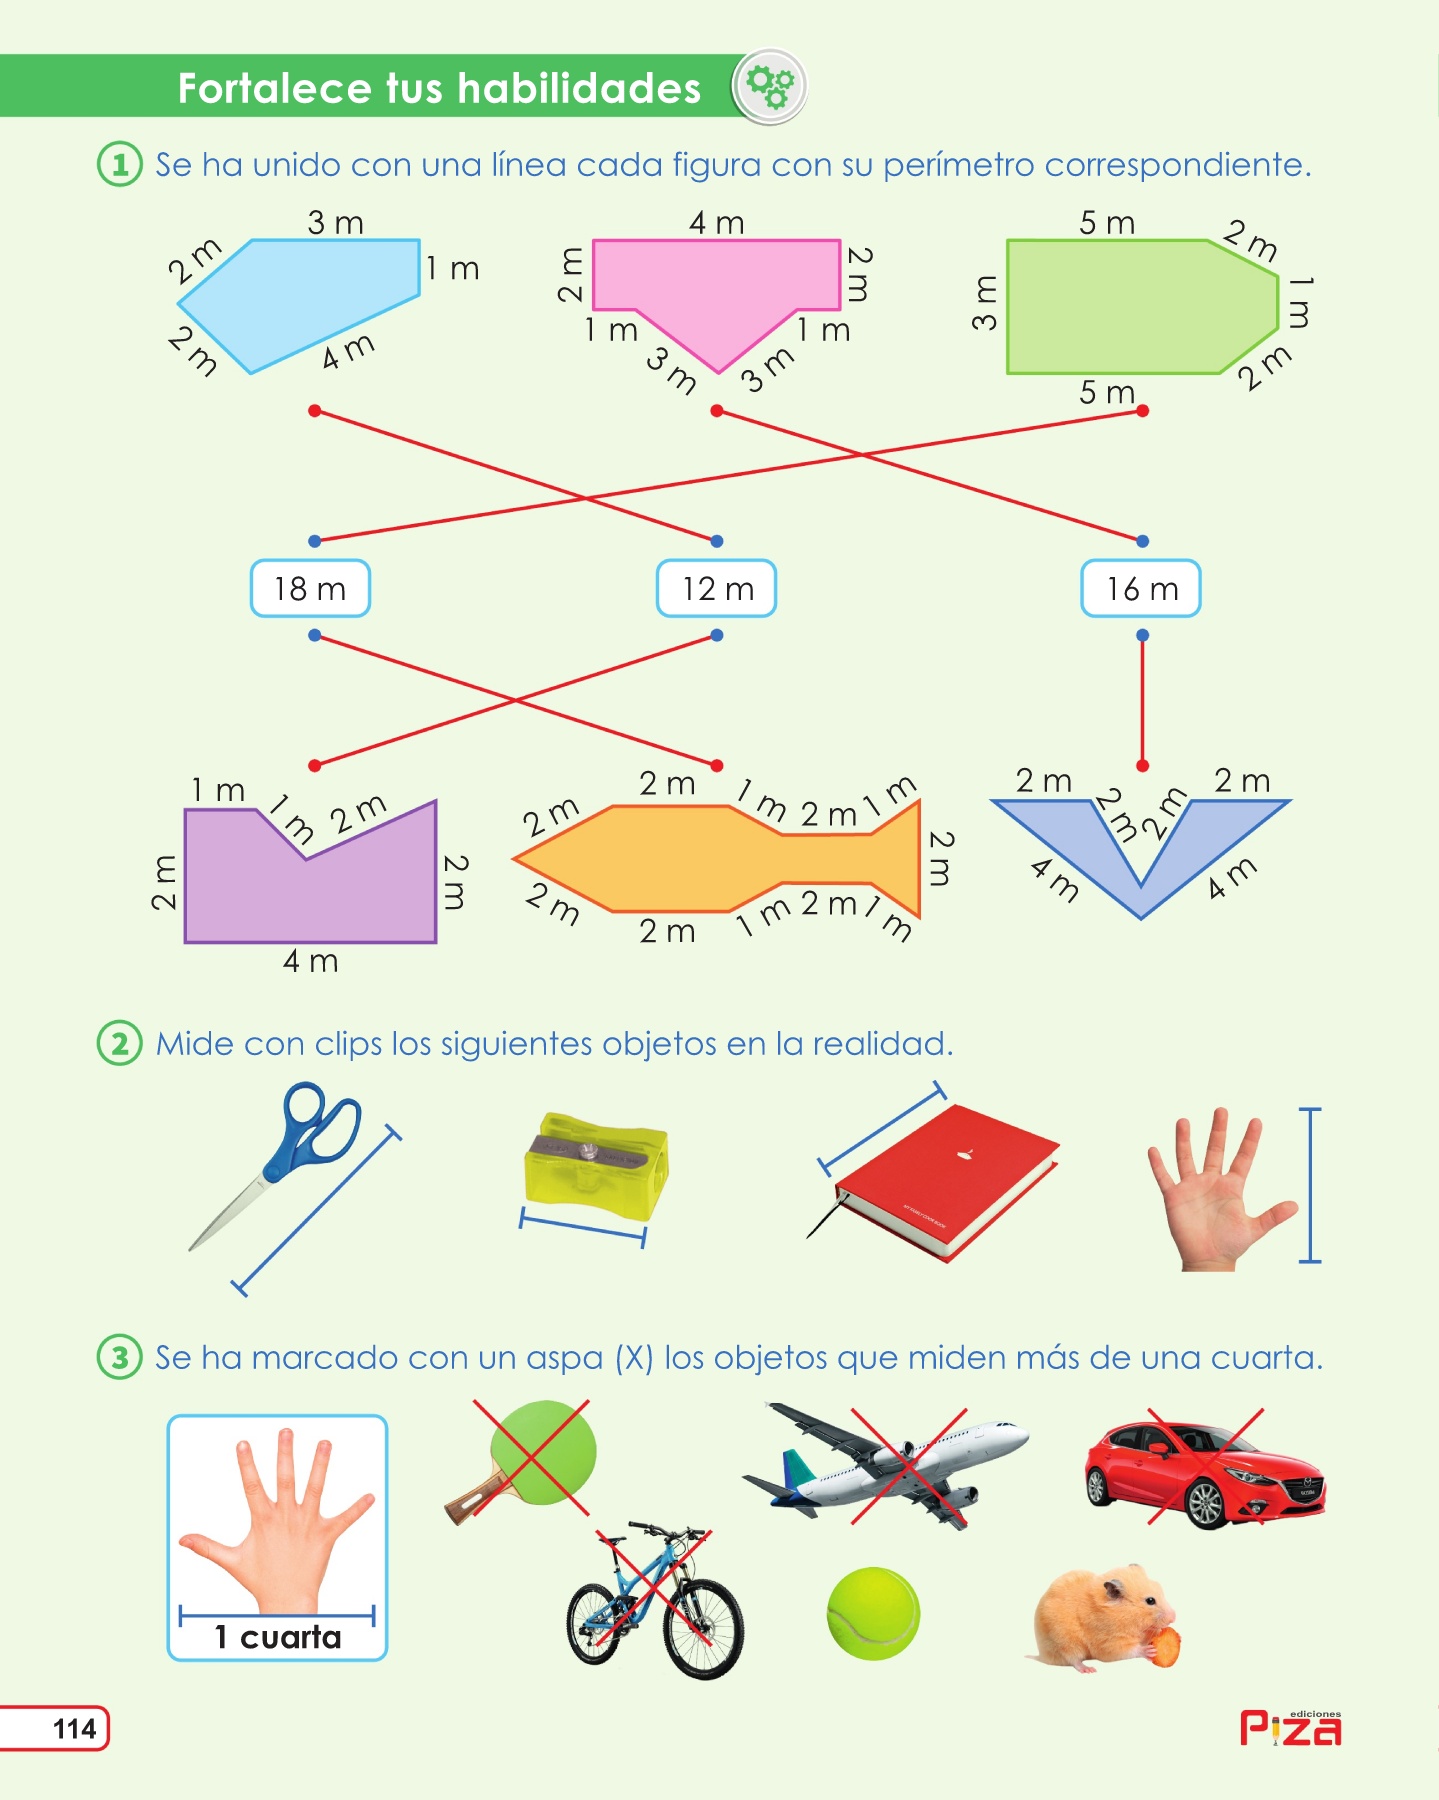 Fortalece tus habilidades
1 Se ha unido con una línea cada figura con su perímetro correspondiente.
3 m
2 m
1 m
2 m
4 m
4 m
2 m
2 m
1 m
1 m
3 m
3 m
5 m
2 m
3 m
1 m
2 m
5 m
18 m
12 m
16 m
1 m
1 m
2 m
2 m
2 m
4 m
2 m
2 m
1 m
2 m
1 m
2 m
2 m
2 m
1 m
2 m
1 m
2 m
2 m
2 m
2 m
4 m
4 m
2 Mide con clips los siguientes objetos en la realidad.
3 Se ha marcado con un aspa (X) los objetos que miden más de una cuarta.
1 cuarta
114
ediciones
Piza